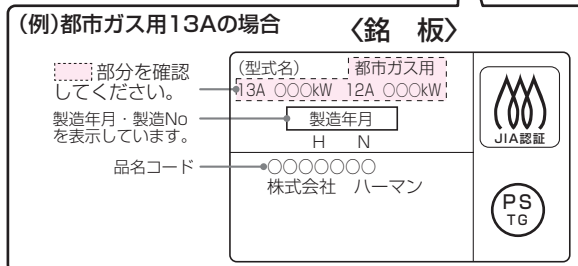 (例)都市ガス用13Aの場合
〈銘 板〉
部分を確認
してください。
製造年月・製造No
を表示しています。
品名コード
(型式名) 都市ガス用
13A ○○○kW 12A ○○○kW
製造年月
H N
○○○○○○○
株式会社 ハーマン
JIA認証
PS
TG